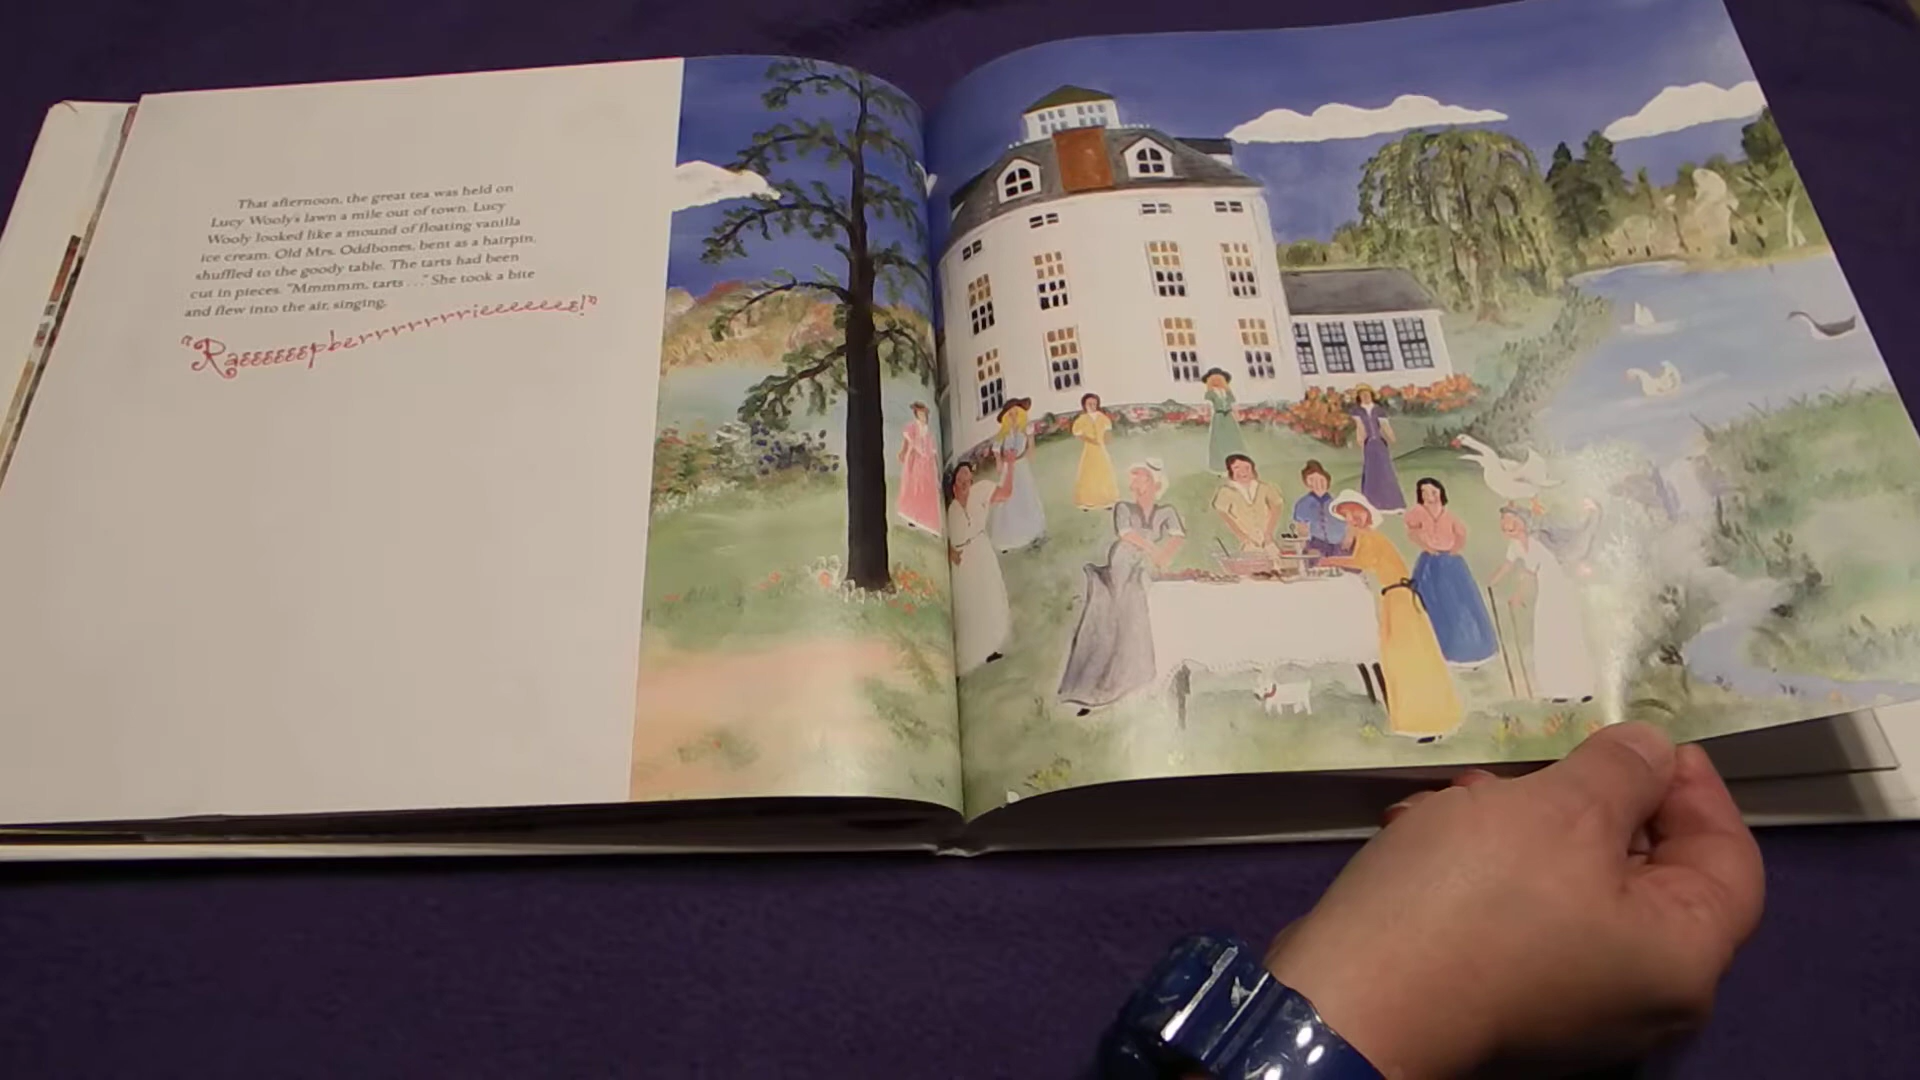 That afternoon, the great tea was held on
Lucy Wooly's lawn a mile out of town. Lucy
Wooly looked like a mound of floating vanilla
ice cream. Old Mrs. Oddbones, bent as a hairpin,
shuffled to the goody table. The tarts had been
cut in pieces. "Mmmmm, tarts . . ." She took a bite
and flew into the air, singing,
"Rasssssspberrrrrrrrieeeeees!"